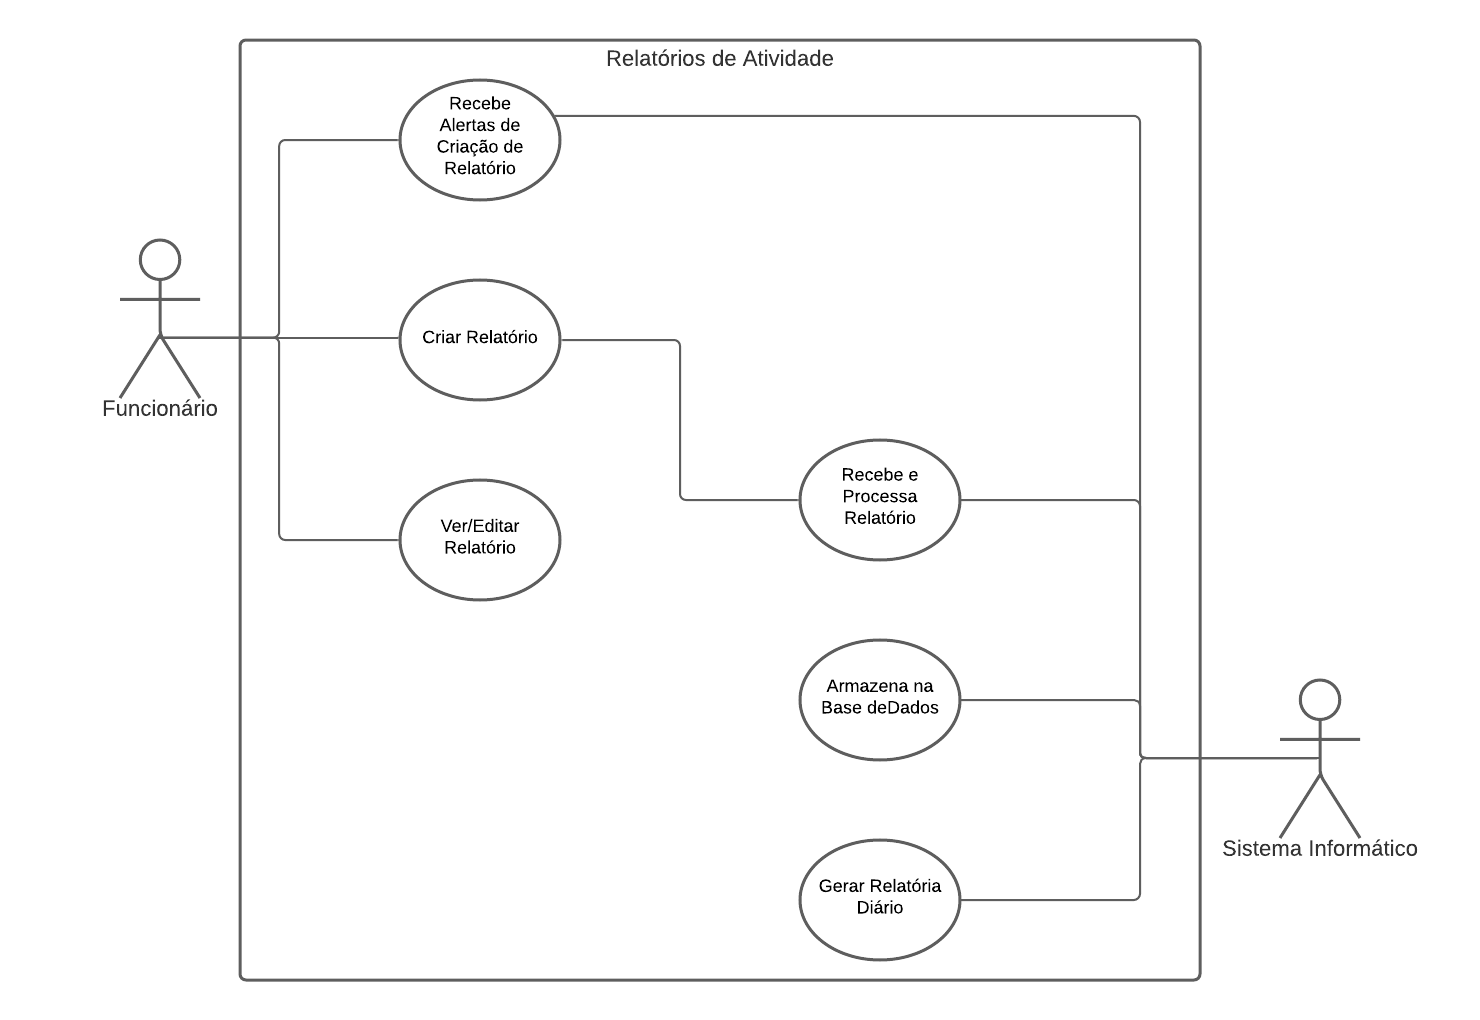 Relatórios de Atividade
Recebe
Alertas de
Criação de
Relatório
Criar Relatório
Funcionário
Recebe e
Processa
Relatório
Ver/Editar
Relatório
Armazena na
Base deDados
Sistema Informático
Gerar Relatória
Diário